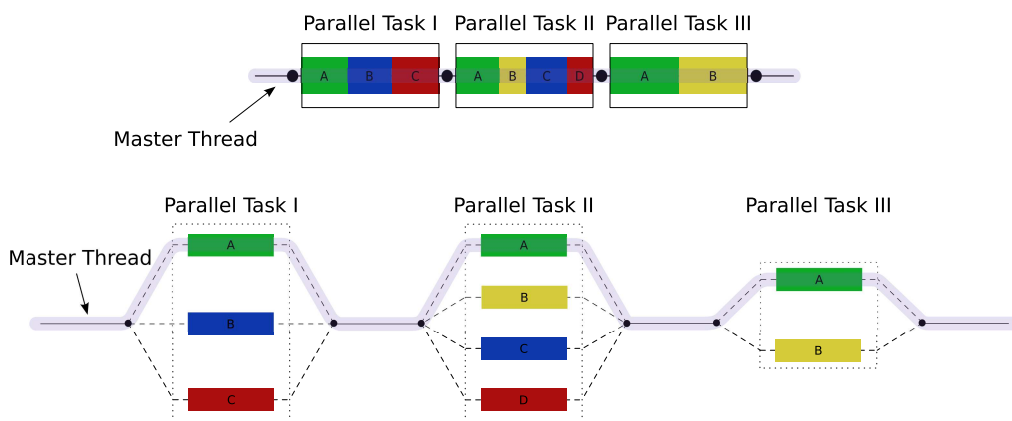 Parallel Task I Parallel Task II Parallel Task III
A B C A B C D A B
Master Thread
Parallel Task I Parallel Task II Parallel Task III
A A
Master Thread
A
B
B
C
B
C D